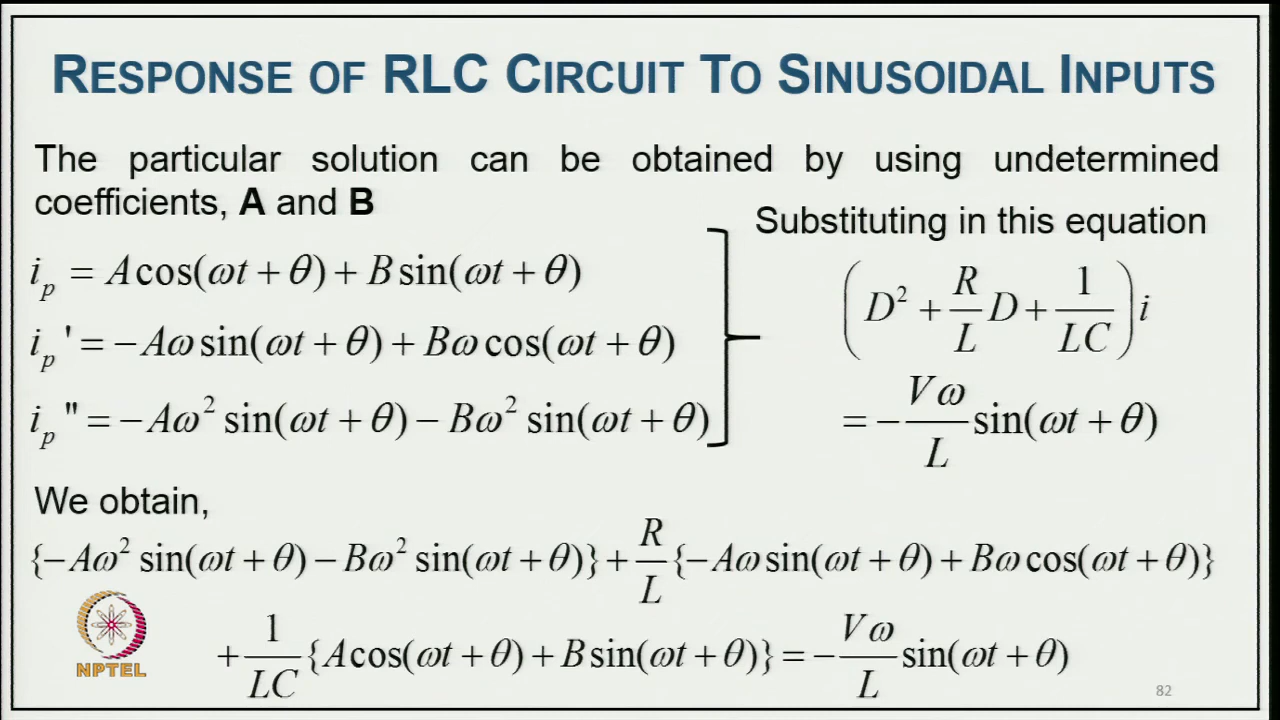 RESPONSE OF RLC CIRCUIT TO SINUSOIDAL INPUTS
The particular solution can be obtained by using undetermined
coefficients, A and B
Substituting in this equation
i_p = A cos(ωt + θ) + B sin(ωt + θ)
i_p ' = −Aω sin(ωt + θ) + Bω cos(ωt + θ)
i_p '' = −Aω² sin(ωt + θ) − Bω² sin(ωt + θ)
(D² + R/L D + 1/LC) i
= − Vω/L sin(ωt + θ)
We obtain,
{−Aω² sin(ωt + θ) − Bω² sin(ωt + θ)} + R/L {−Aω sin(ωt + θ) + Bω cos(ωt + θ)}
+ 1/LC {A cos(ωt + θ) + B sin(ωt + θ)} = − Vω/L sin(ωt + θ)
NPTEL
82